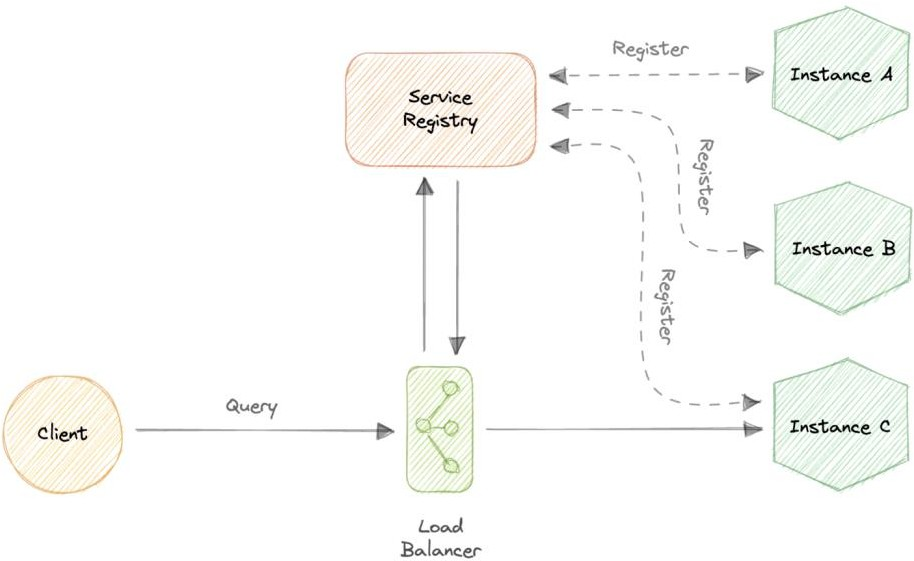 Register
Instance A
Service
Registry
Register
Instance B
Register
Query
Client
Instance C
Load
Balancer